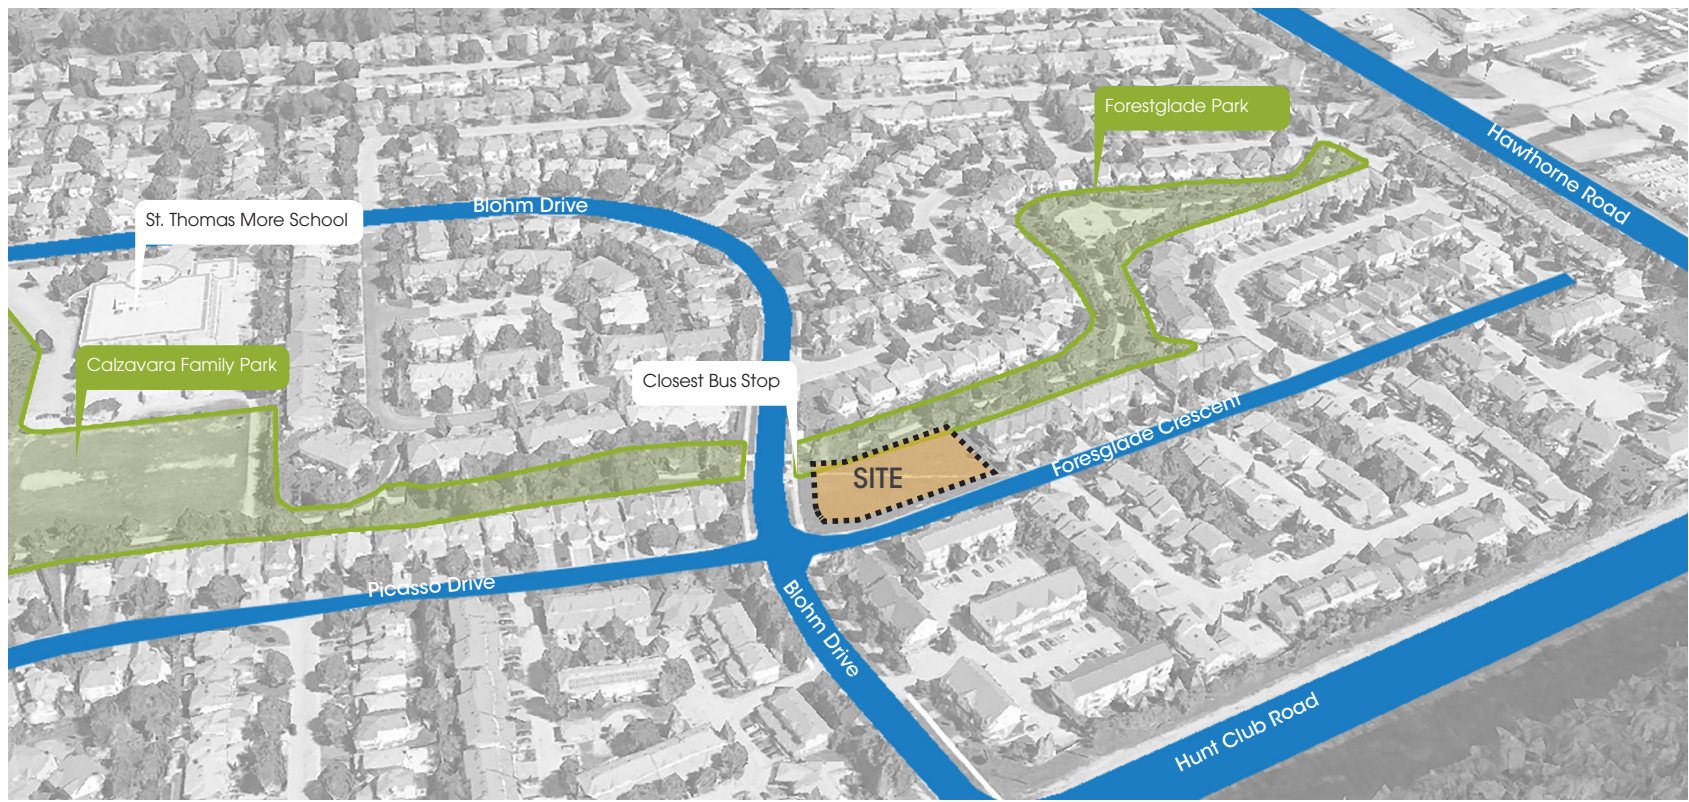 Forestglade Park
Hawthorne Road
Blohm Drive
St. Thomas More School
Calzavara Family Park
Closest Bus Stop
Foresglade Crescent
SITE
Picasso Drive
Blohm Drive
Hunt Club Road